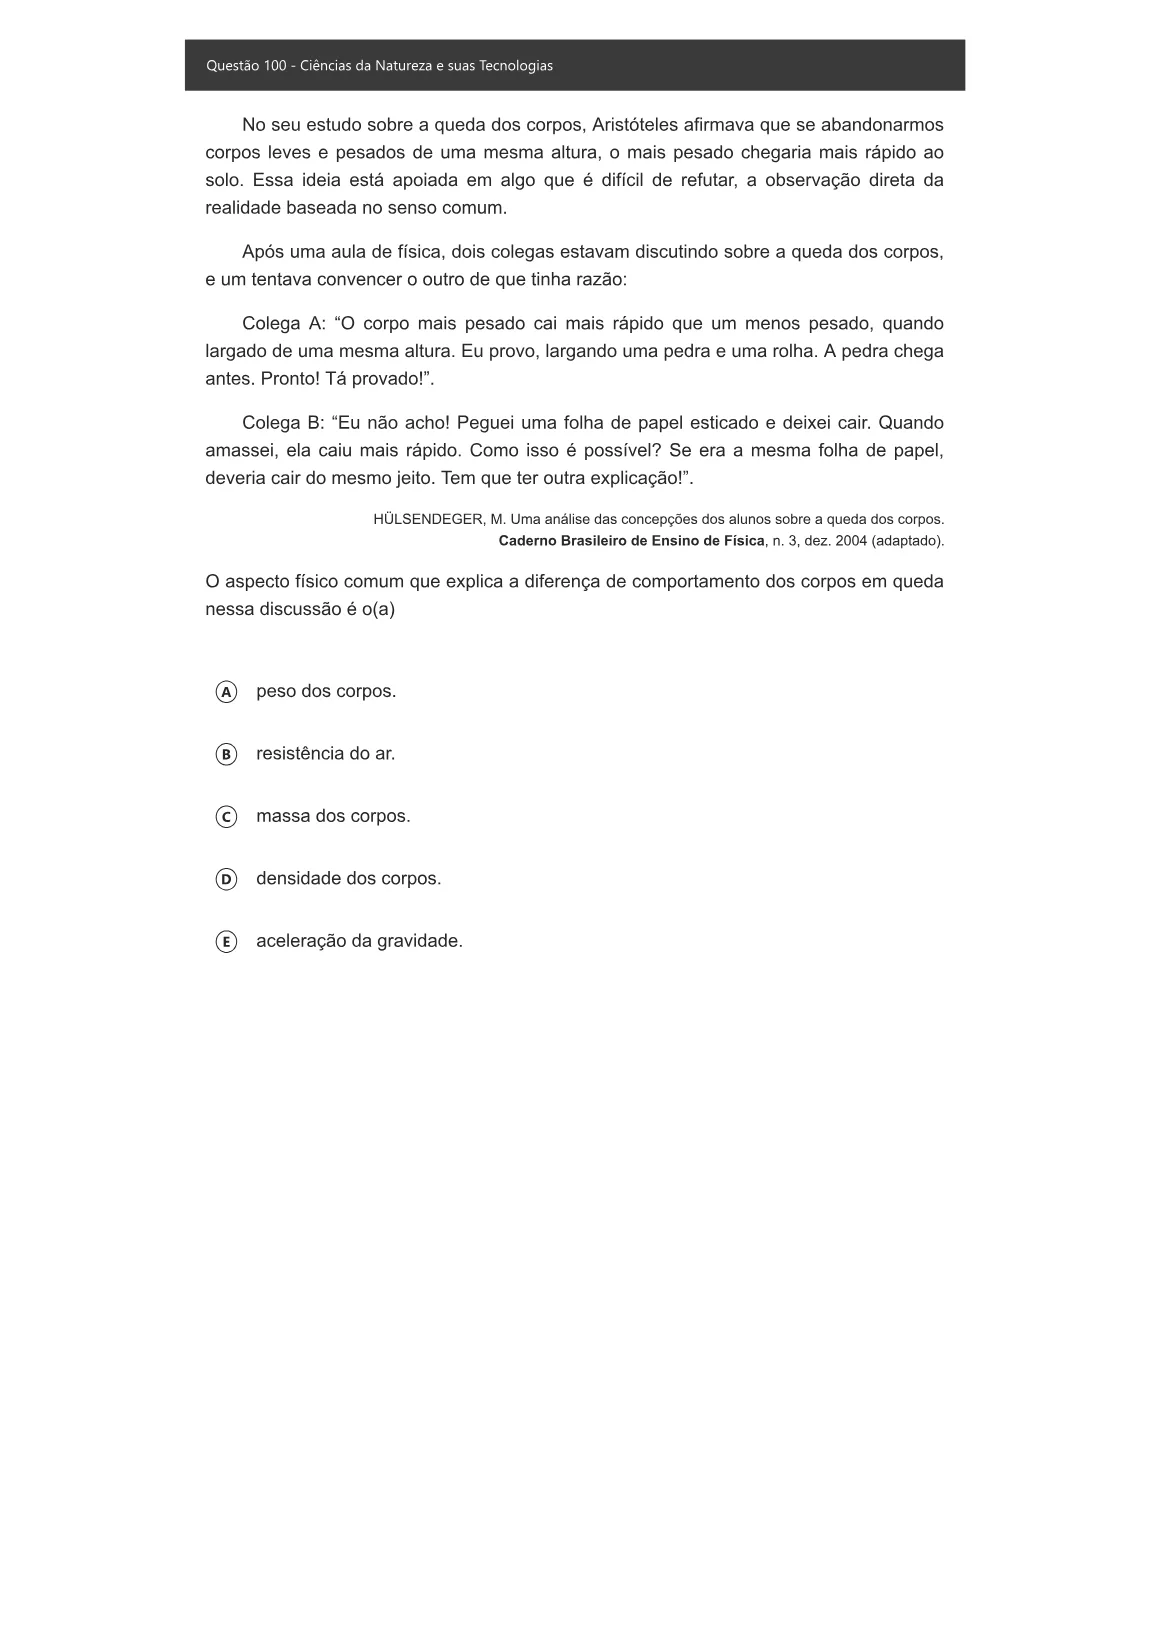 Questão 100 - Ciências da Natureza e suas Tecnologias
No seu estudo sobre a queda dos corpos, Aristóteles afirmava que se abandonarmos
corpos leves e pesados de uma mesma altura, o mais pesado chegaria mais rápido ao
solo. Essa ideia está apoiada em algo que é difícil de refutar, a observação direta da
realidade baseada no senso comum.
Após uma aula de física, dois colegas estavam discutindo sobre a queda dos corpos,
e um tentava convencer o outro de que tinha razão:
Colega A: “O corpo mais pesado cai mais rápido que um menos pesado, quando
largado de uma mesma altura. Eu provo, largando uma pedra e uma rolha. A pedra chega
antes. Pronto! Tá provado!”.
Colega B: “Eu não acho! Peguei uma folha de papel esticado e deixei cair. Quando
amassei, ela caiu mais rápido. Como isso é possível? Se era a mesma folha de papel,
deveria cair do mesmo jeito. Tem que ter outra explicação!”.
HÜLSENDEGER, M. Uma análise das concepções dos alunos sobre a queda dos corpos.
Caderno Brasileiro de Ensino de Física, n. 3, dez. 2004 (adaptado).
O aspecto físico comum que explica a diferença de comportamento dos corpos em queda
nessa discussão é o(a)
A peso dos corpos.
B resistência do ar.
C massa dos corpos.
D densidade dos corpos.
E aceleração da gravidade.